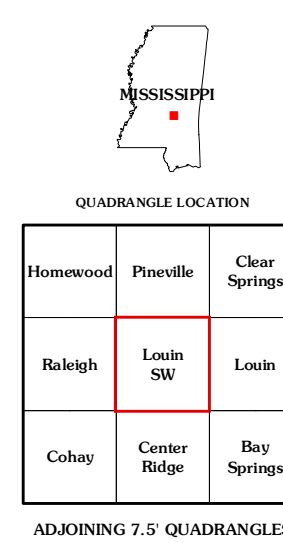 MISSISSIPPI
QUADRANGLE LOCATION
Homewood Pineville Clear Springs
Raleigh Louin SW Louin
Cohay Center Ridge Bay Springs
ADJOINING 7.5' QUADRANGLES